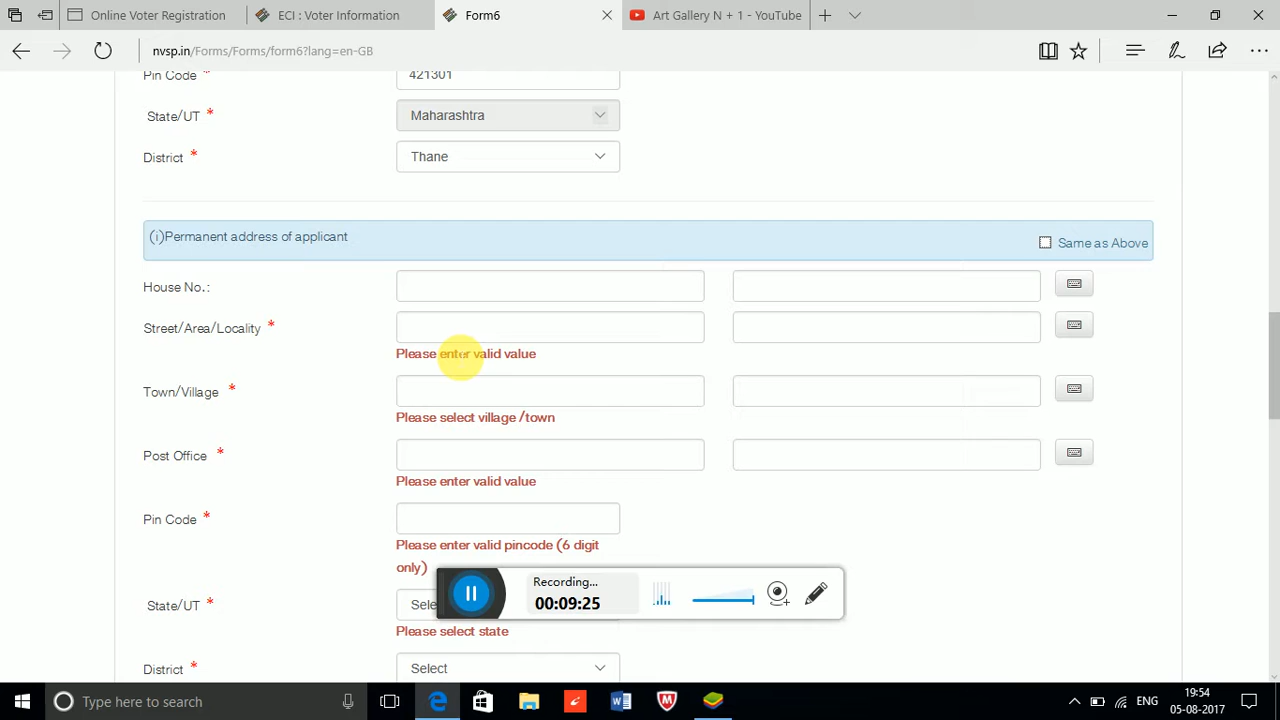 Online Voter Registration
ECI : Voter Information
Form6
Art Gallery N + 1 - YouTube
nvsp.in/Forms/Forms/form6?lang=en-GB
Pin Code *
421301
State/UT *
Maharashtra
District *
Thane
(i)Permanent address of applicant
Same as Above
House No.:
Street/Area/Locality *
Please enter valid value
Town/Village *
Please select village /town
Post Office *
Please enter valid value
Pin Code *
Please enter valid pincode (6 digit
only)
Recording...
00:09:25
State/UT *
Sele
Please select state
District *
Select
Type here to search
ENG
19:54
05-08-2017